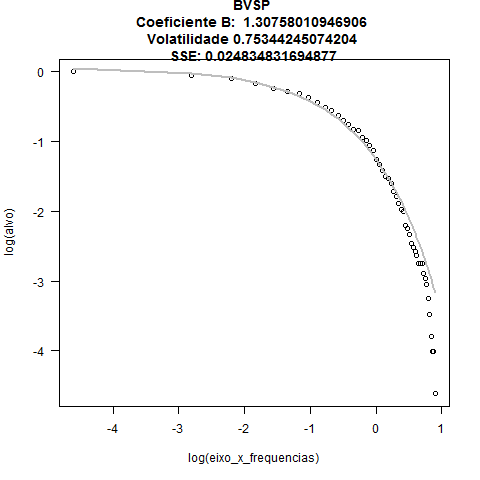 BVSP
Coeficiente B:  1.30758010946906
Volatilidade 0.75344245074204
SSE: 0.024834831694877
log(alvo)
0
-1
-2
-3
-4
-4
-3
-2
-1
0
1
log(eixo_x_frequencias)